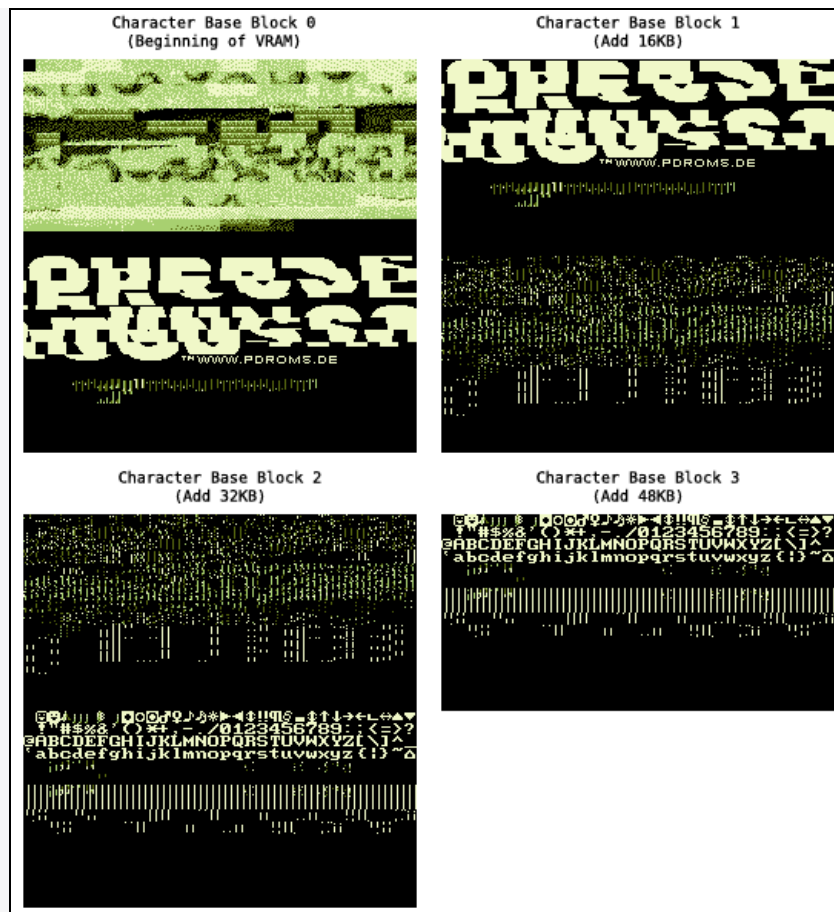 Character Base Block 0
(Beginning of VRAM)
Character Base Block 1
(Add 16KB)
™WWW.PDROMS.DE
™WWW.PDROMS.DE
Character Base Block 2
(Add 32KB)
Character Base Block 3
(Add 48KB)
"#$%&'()*+,-./0123456789:;<=>?
@ABCDEFGHIJKLMNOPQRSTUVWXYZ[\]^_
`abcdefghijklmnopqrstuvwxyz{¦}~⌂
"#$%&'()*+,-./0123456789:;<=>?
@ABCDEFGHIJKLMNOPQRSTUVWXYZ[\]^_
`abcdefghijklmnopqrstuvwxyz{¦}~⌂